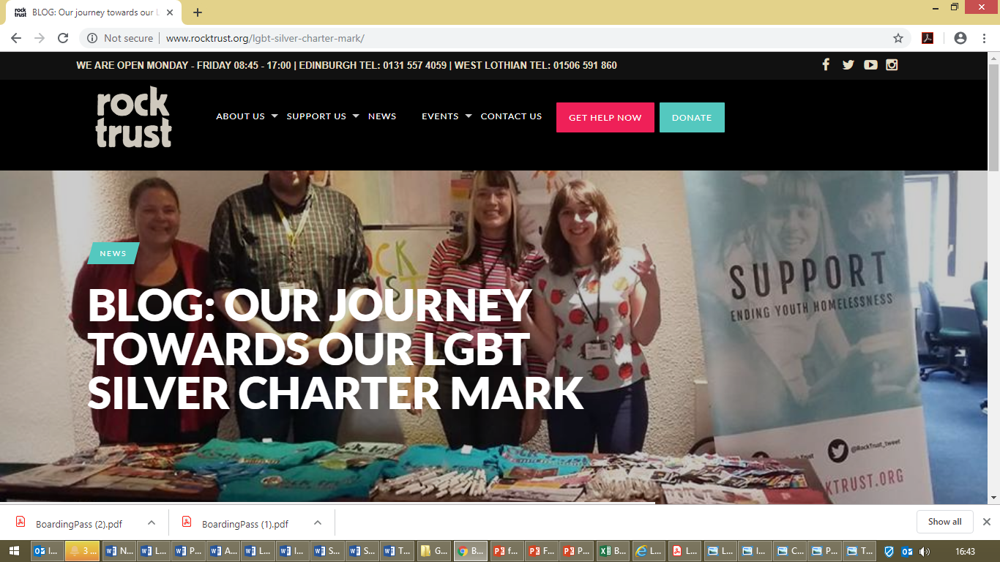 BLOG: Our journey towards our L
Not secure | www.rocktrust.org/lgbt-silver-charter-mark/
WE ARE OPEN MONDAY - FRIDAY 08:45 - 17:00 | EDINBURGH TEL: 0131 557 4059 | WEST LOTHIAN TEL: 01506 591 860
rock
trust
ABOUT US SUPPORT US NEWS EVENTS CONTACT US GET HELP NOW DONATE
NEWS
BLOG: OUR JOURNEY
TOWARDS OUR LGBT
SILVER CHARTER MARK
SUPPORT
ENDING YOUTH HOMELESSNESS
@RockTrust_tweet
KTRUST.ORG
BoardingPass (2).pdf BoardingPass (1).pdf Show all
I... 3 ... N... L... P... A... L... I... S... S... T... G... B... f... F... P... B... L... L... L... I... C... P... T... 16:43